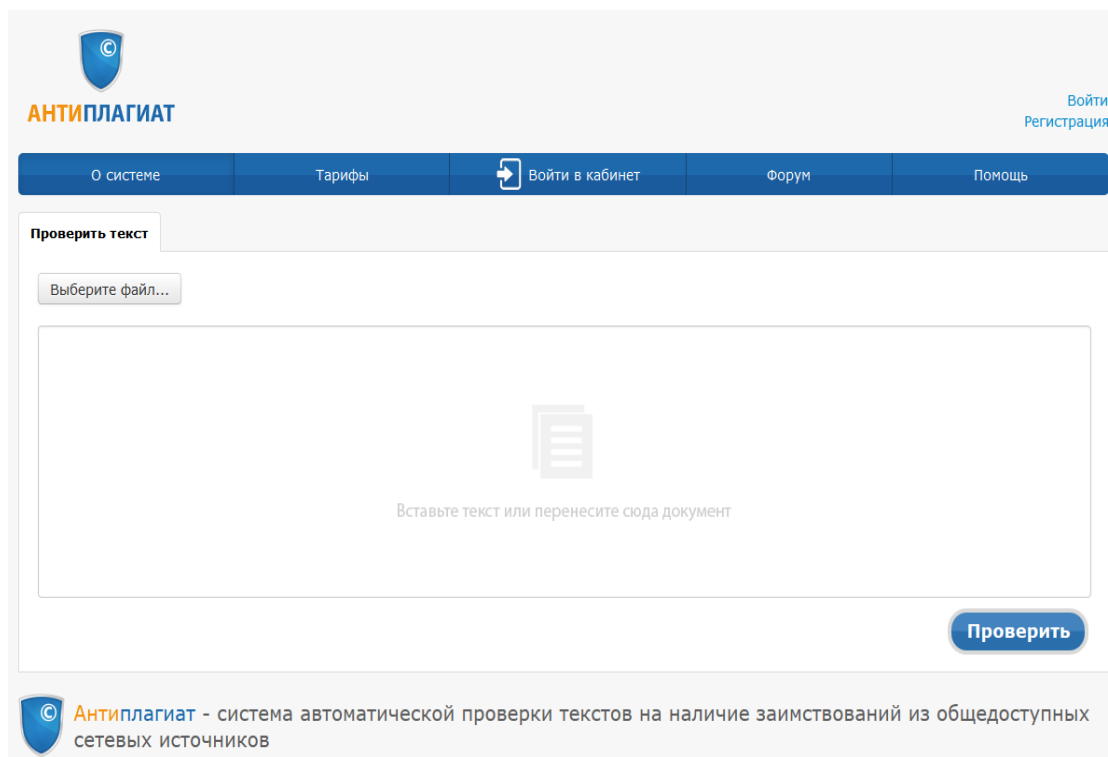 ©
АНТИПЛАГИАТ
Войти
Регистрация
О системе
Тарифы
Войти в кабинет
Форум
Помощь
Проверить текст
Выберите файл...
Вставьте текст или перенесите сюда документ
Проверить
©
Антиплагиат - система автоматической проверки текстов на наличие заимствований из общедоступных
сетевых источников